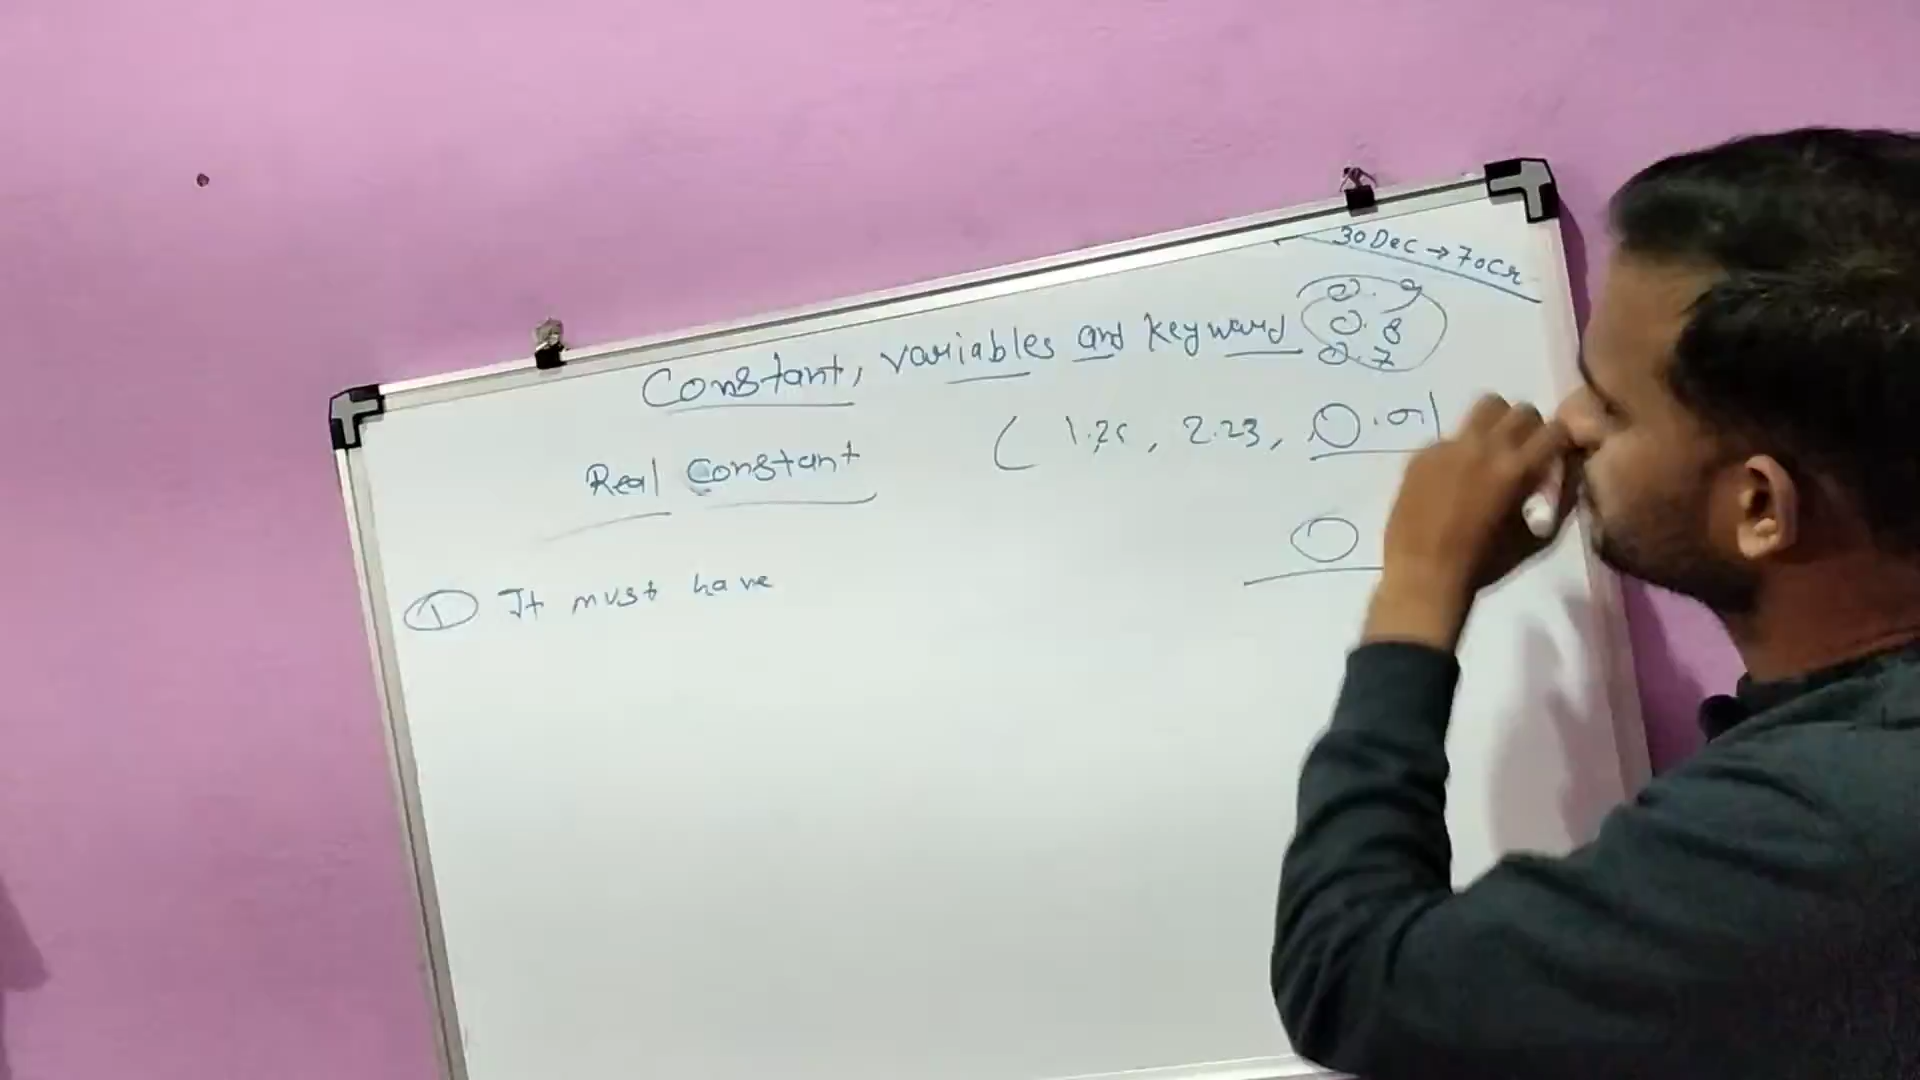 30 Dec → 70Cr
0.9
0.8
0.7
Constant, variables and keyward
Real Constant
( 1.25, 2.23, 0.01
0
① It must have